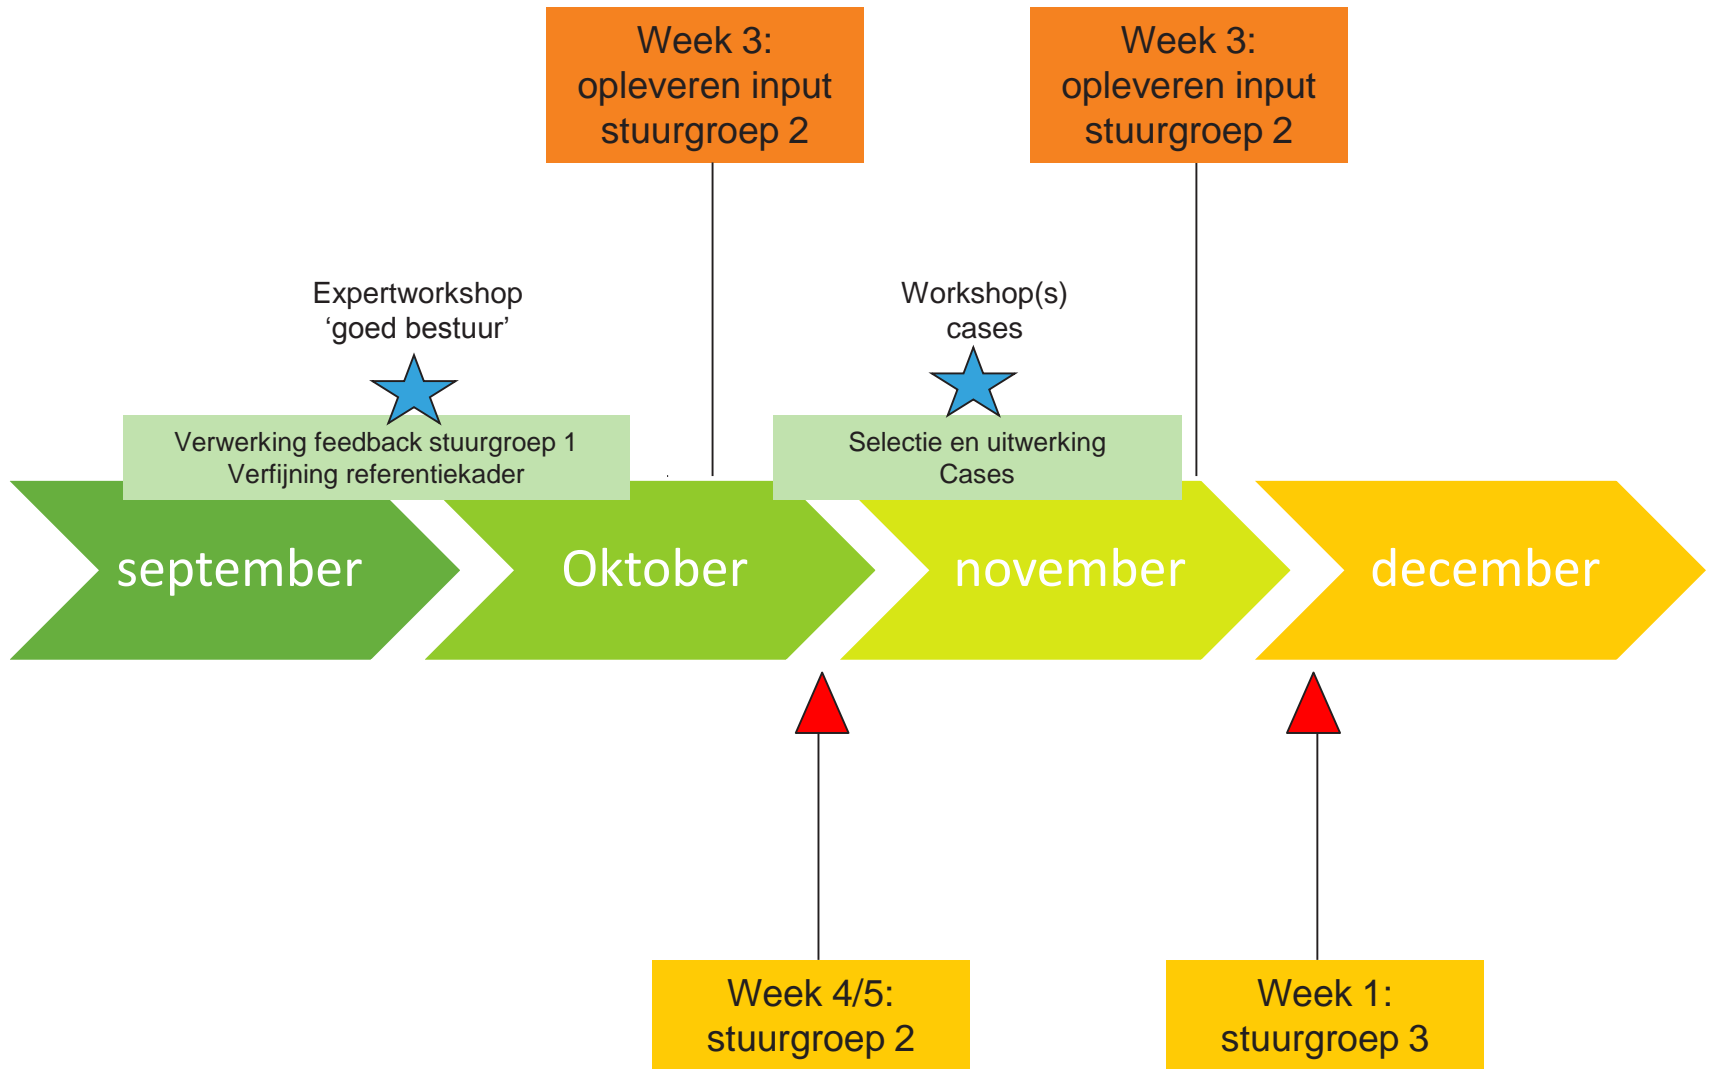 Week 3:
opleveren input
stuurgroep 2
Week 3:
opleveren input
stuurgroep 2
Expertworkshop
‘goed bestuur’
Workshop(s)
cases
Verwerking feedback stuurgroep 1
Verfijning referentiekader
Selectie en uitwerking
Cases
september
Oktober
november
december
Week 4/5:
stuurgroep 2
Week 1:
stuurgroep 3